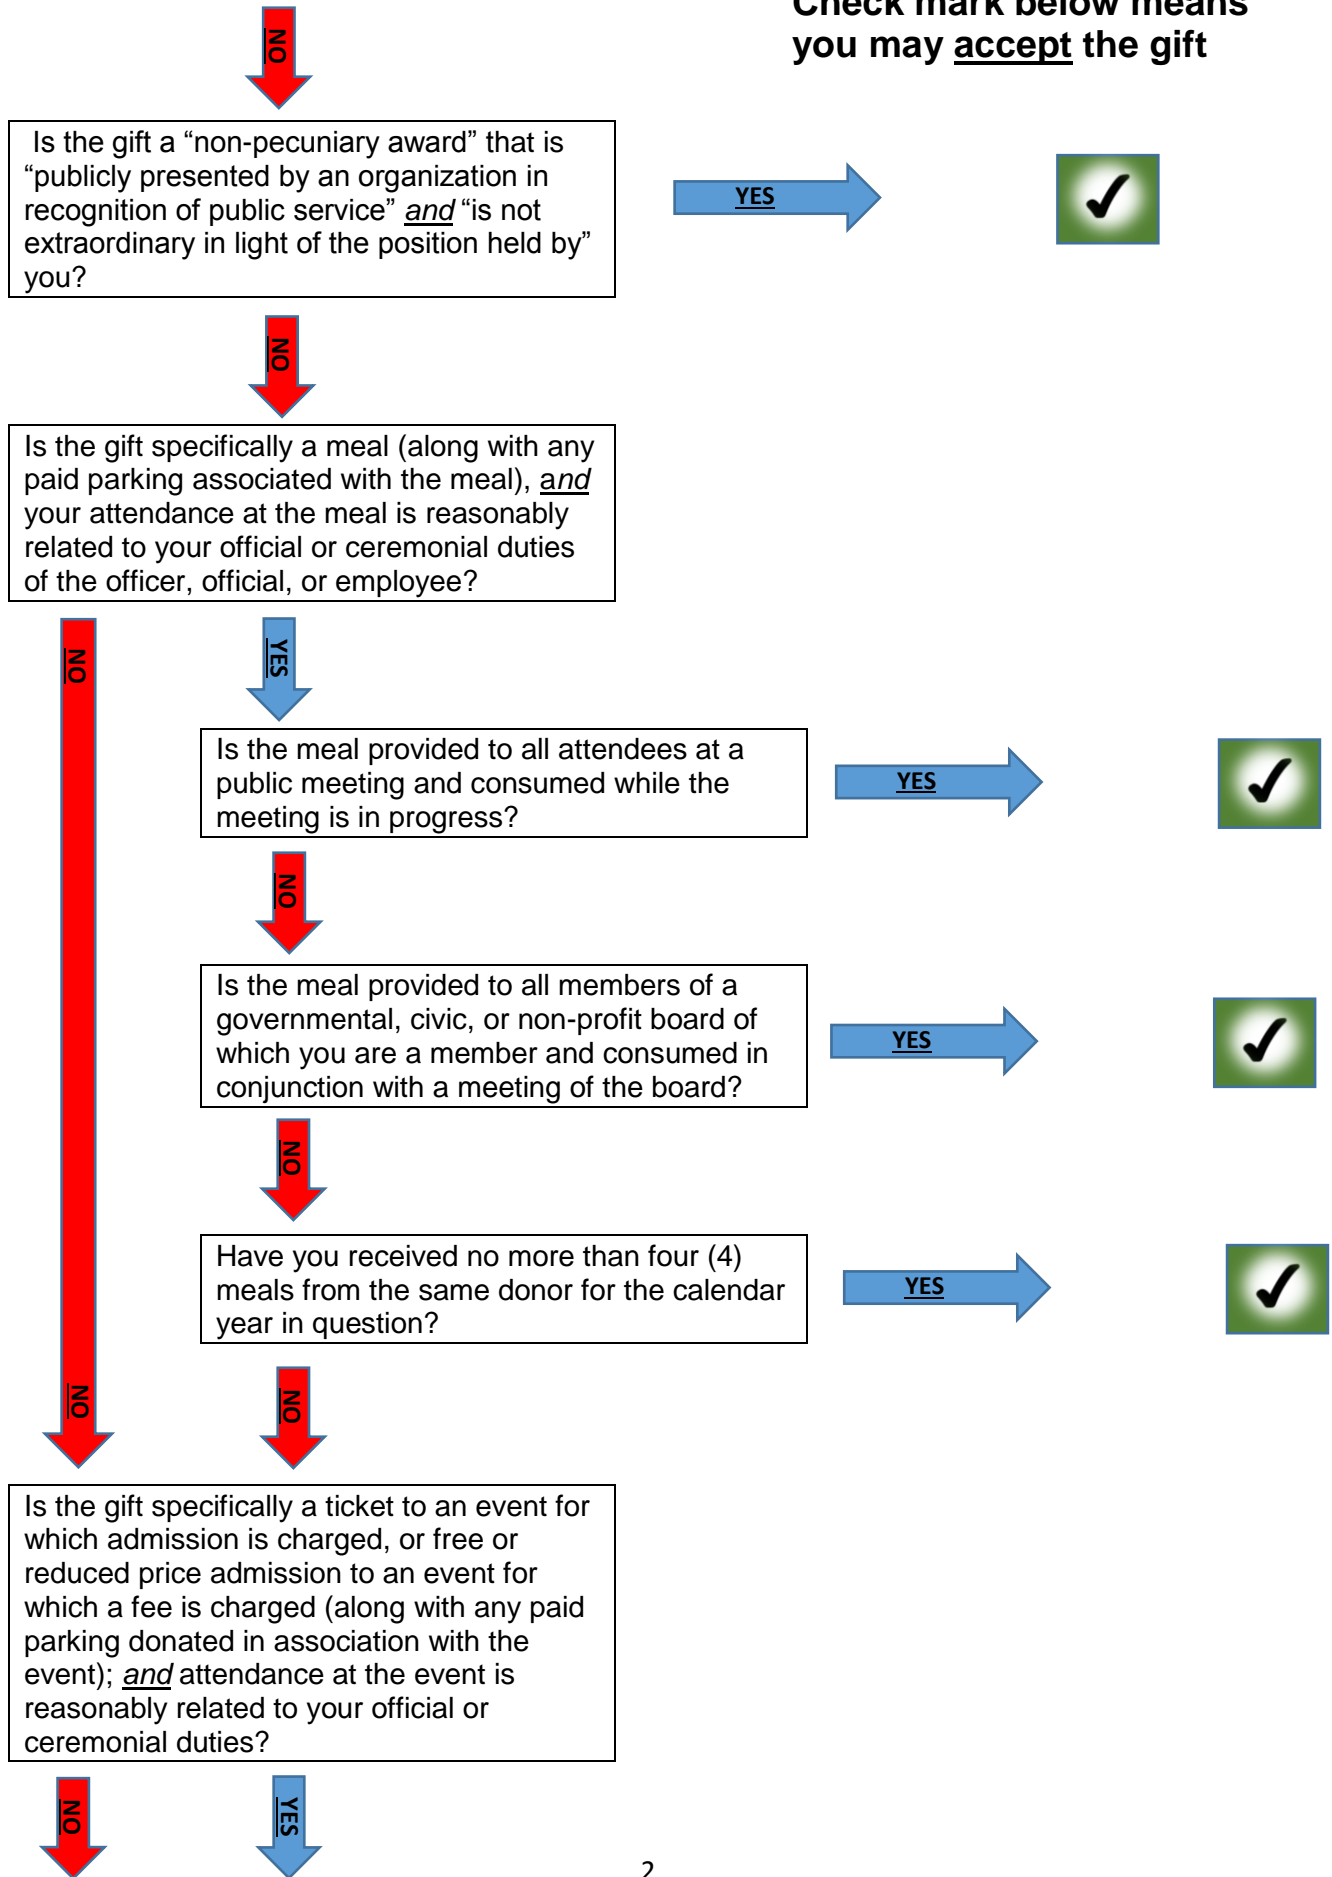 Check mark below means
you may accept the gift
NO
Is the gift a “non-pecuniary award” that is
“publicly presented by an organization in
recognition of public service” and “is not
extraordinary in light of the position held by”
you?
YES
NO
Is the gift specifically a meal (along with any
paid parking associated with the meal), and
your attendance at the meal is reasonably
related to your official or ceremonial duties
of the officer, official, or employee?
NO
YES
Is the meal provided to all attendees at a
public meeting and consumed while the
meeting is in progress?
YES
NO
Is the meal provided to all members of a
governmental, civic, or non-profit board of
which you are a member and consumed in
conjunction with a meeting of the board?
YES
NO
Have you received no more than four (4)
meals from the same donor for the calendar
year in question?
YES
NO
NO
Is the gift specifically a ticket to an event for
which admission is charged, or free or
reduced price admission to an event for
which a fee is charged (along with any paid
parking donated in association with the
event); and attendance at the event is
reasonably related to your official or
ceremonial duties?
NO
YES
2